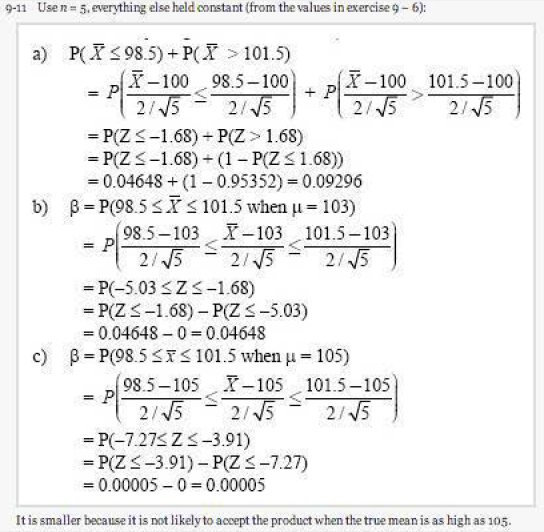 9-11 Use n = 5, everything else held constant (from the values in exercise 9 – 6):
a) P(X̅ ≤ 98.5) + P(X̅ > 101.5)
= P((X̅ – 100)/(2/√5) ≤ (98.5 – 100)/(2/√5)) + P((X̅ – 100)/(2/√5) > (101.5 – 100)/(2/√5))
= P(Z ≤ –1.68) + P(Z > 1.68)
= P(Z ≤ –1.68) + (1 – P(Z ≤ 1.68))
= 0.04648 + (1 – 0.95352) = 0.09296
b) β = P(98.5 ≤ X̅ ≤ 101.5 when μ = 103)
= P((98.5 – 103)/(2/√5) ≤ (X̅ – 103)/(2/√5) ≤ (101.5 – 103)/(2/√5))
= P(–5.03 ≤ Z ≤ –1.68)
= P(Z ≤ –1.68) – P(Z ≤ –5.03)
= 0.04648 – 0 = 0.04648
c) β = P(98.5 ≤ x̅ ≤ 101.5 when μ = 105)
= P((98.5 – 105)/(2/√5) ≤ (X̅ – 105)/(2/√5) ≤ (101.5 – 105)/(2/√5))
= P(–7.27 ≤ Z ≤ –3.91)
= P(Z ≤ –3.91) – P(Z ≤ –7.27)
= 0.00005 – 0 = 0.00005
It is smaller because it is not likely to accept the product when the true mean is as high as 105.